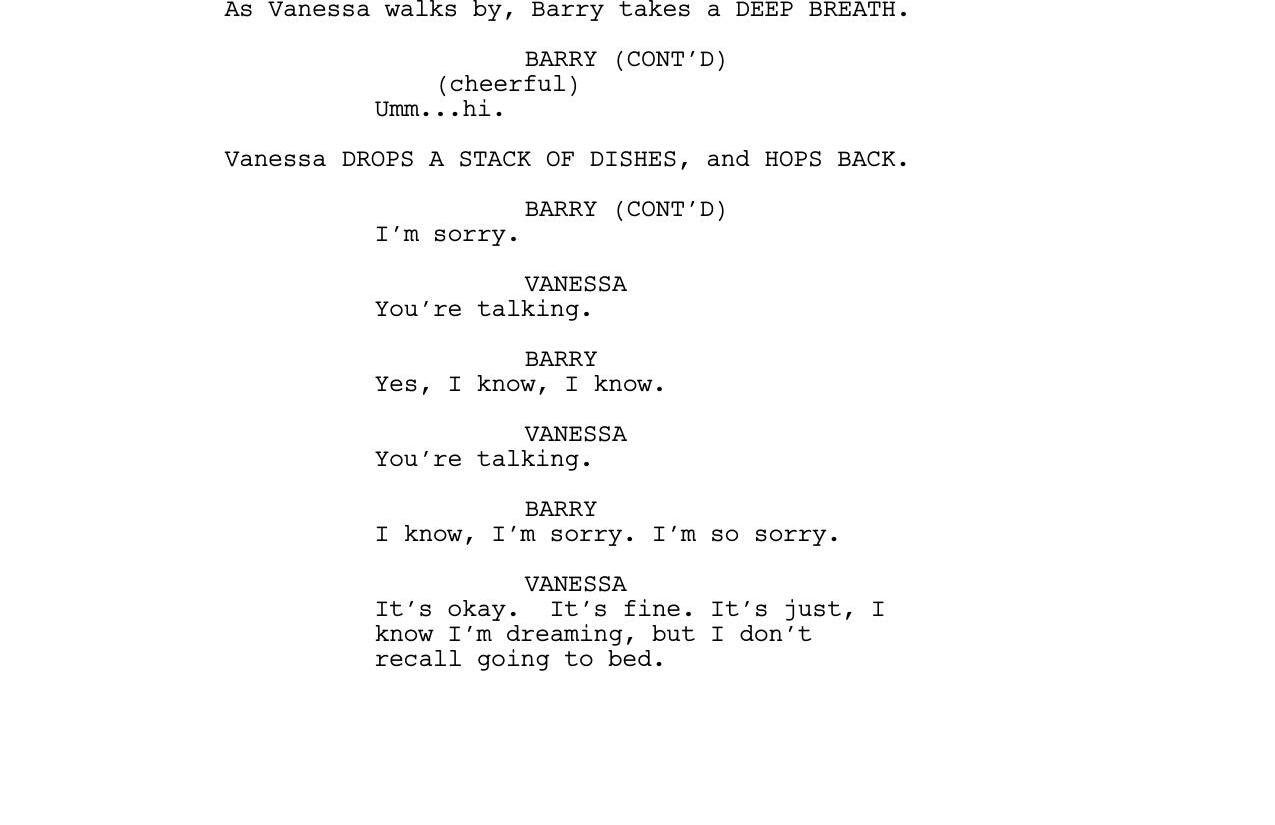 As Vanessa walks by, Barry takes a DEEP BREATH.
BARRY (CONT’D)
(cheerful)
Umm...hi.
Vanessa DROPS A STACK OF DISHES, and HOPS BACK.
BARRY (CONT’D)
I’m sorry.
VANESSA
You’re talking.
BARRY
Yes, I know, I know.
VANESSA
You’re talking.
BARRY
I know, I’m sorry. I’m so sorry.
VANESSA
It’s okay.  It’s fine. It’s just, I
know I’m dreaming, but I don’t
recall going to bed.